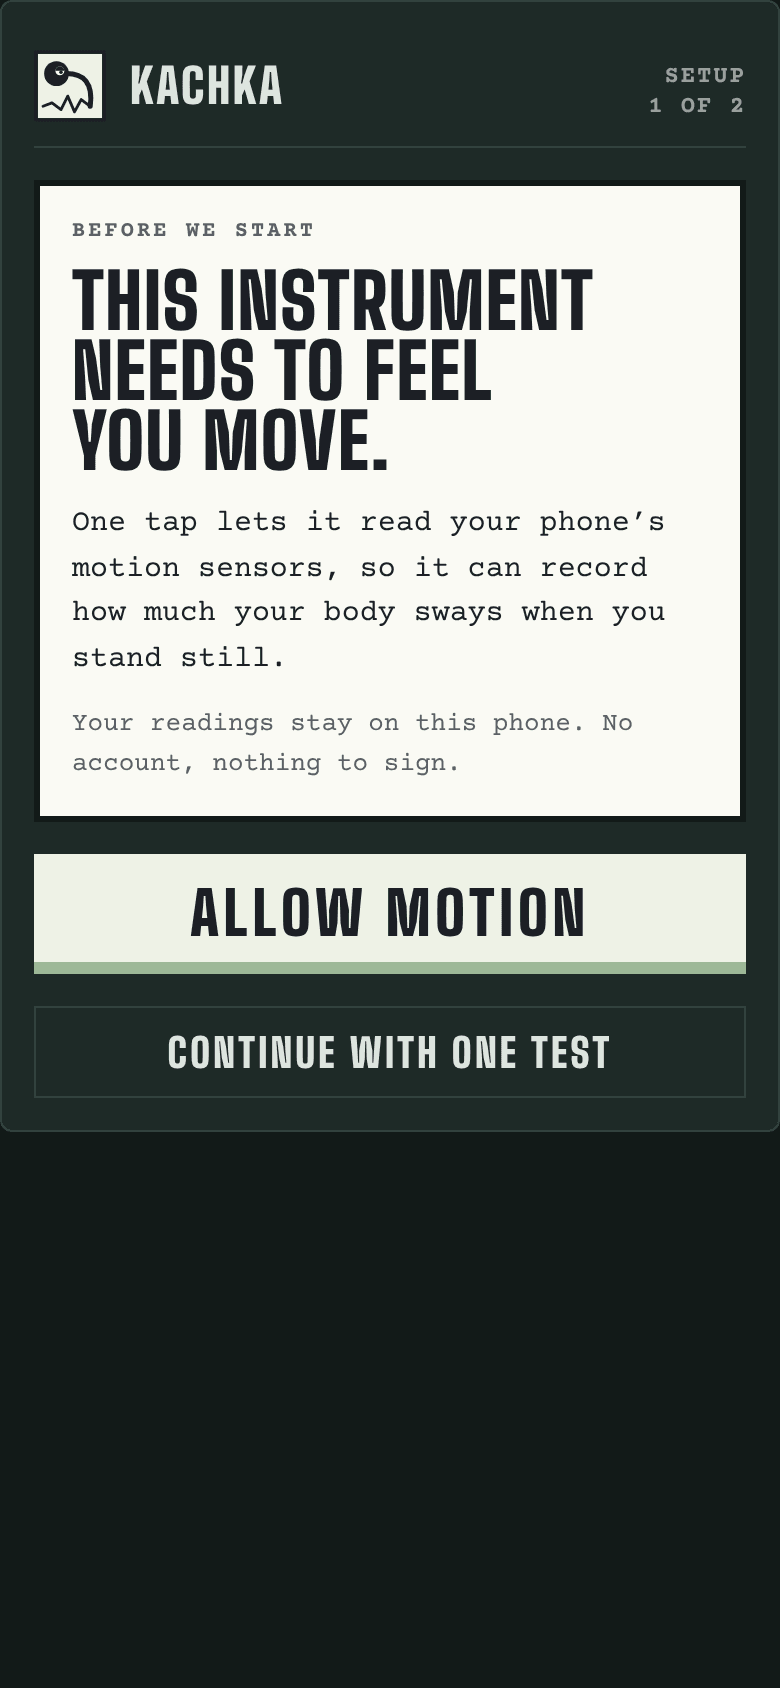 KACHKA
SETUP
1 OF 2
BEFORE WE START
THIS INSTRUMENT
NEEDS TO FEEL
YOU MOVE.
One tap lets it read your phone’s
motion sensors, so it can record
how much your body sways when you
stand still.
Your readings stay on this phone. No
account, nothing to sign.
ALLOW MOTION
CONTINUE WITH ONE TEST